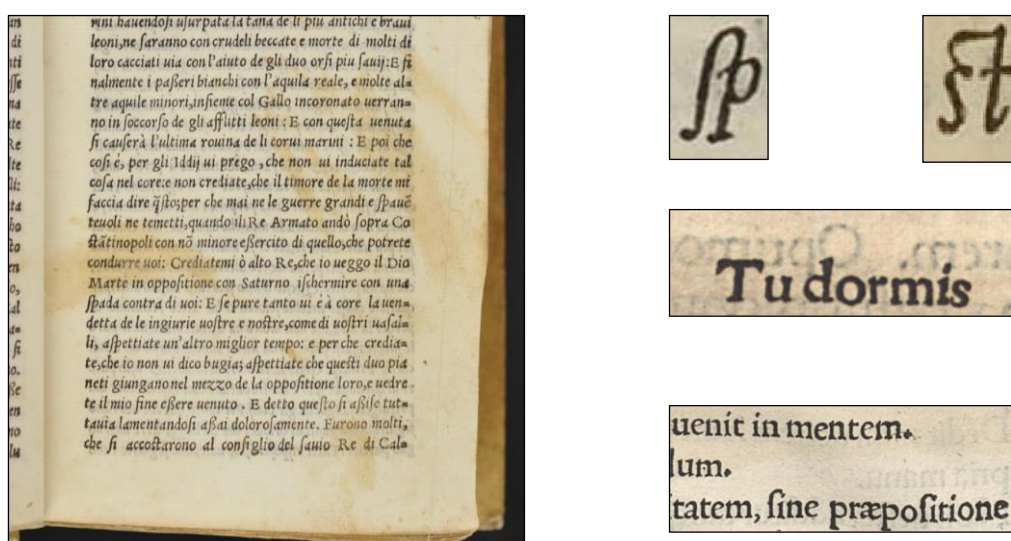 rini hauendoſi uſurpata la tana de li piu antichi e braui
leoni,ne ſaranno con crudeli beccate e morte di molti di
loro cacciati uia con l'aiuto de gli duo orſi piu ſauij:E fi
nalmente i paßeri bianchi con l'aquila reale, e molte al=
tre aquile minori,inſieme col Gallo incoronato uerran=
no in ſoccorſo de gli afflitti leoni : E con queſta uenuta
ſi cauſerà l'ultima rouina de li corui marini : E poi che
coſi é, per gli Iddij ui prego , che non ui induciate tal
coſa nel core:e non crediate,che il timore de la morte mi
faccia dire q̃ſto;per che mai ne le guerre grandi e ſpauẽ
teuoli ne temetti,quando ili Re Armato andò ſopra Co
ſtãtinopoli con nõ minore eßercito di quello,che potrete
condurre uoi: Crediatemi ò alto Re,che io ueggo il Dio
Marte in oppoſitione con Saturno iſchermire con una
ſpada contra di uoi: E ſe pure tanto ui é à core la uen=
detta de le ingiurie uoſtre e noſtre,come di uoſtri uaſal=
li, aſpettiate un'altro miglior tempo: e per che credia=
te,che io non ui dico bugia; aſpettiate che queſti duo pia
neti giungano nel mezzo de la oppoſitione loro,e uedre
te il mio fine eßere uenuto . E detto queſto ſi aßiſe tut=
tauia lamentandoſi aßai doloroſamente. Furono molti,
che ſi accoſtarono al conſiglio del ſauio Re di Cal=
ſp
ſt
Tu dormis
uenit in mentem.
lum.
tatem, ſine præpoſitione